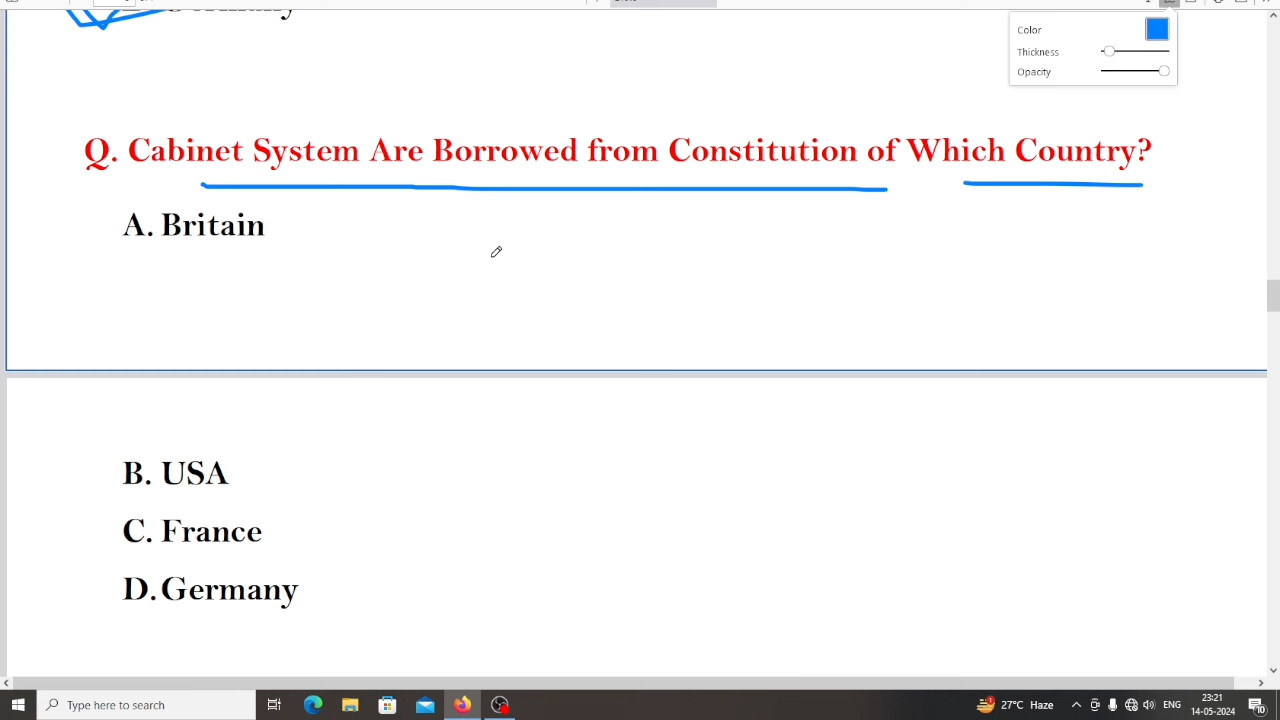 Color
Thickness
Opacity
Q. Cabinet System Are Borrowed from Constitution of Which Country?
A. Britain
B. USA
C. France
D. Germany
Type here to search
27°C Haze
ENG
23:21
14-05-2024